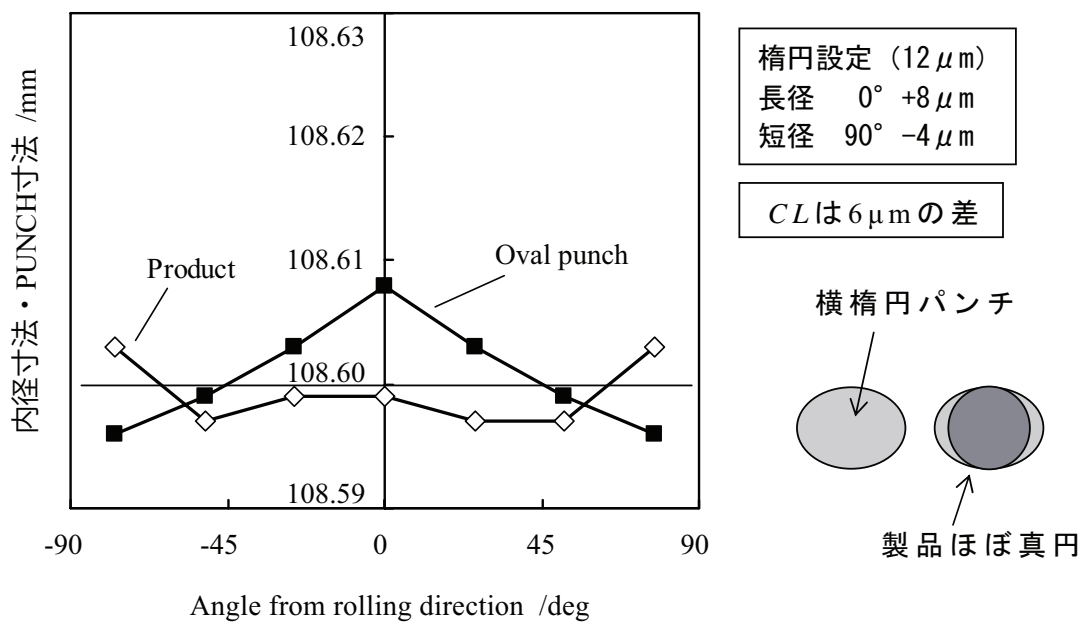 内径寸法・PUNCH寸法 /mm
108.63
108.62
108.61
108.60
108.59
Product
Oval punch
-90
-45
0
45
90
Angle from rolling direction /deg
楕円設定 (12μm)
長径 0° +8μm
短径 90° -4μm
CLは6μmの差
横楕円パンチ
製品ほぼ真円